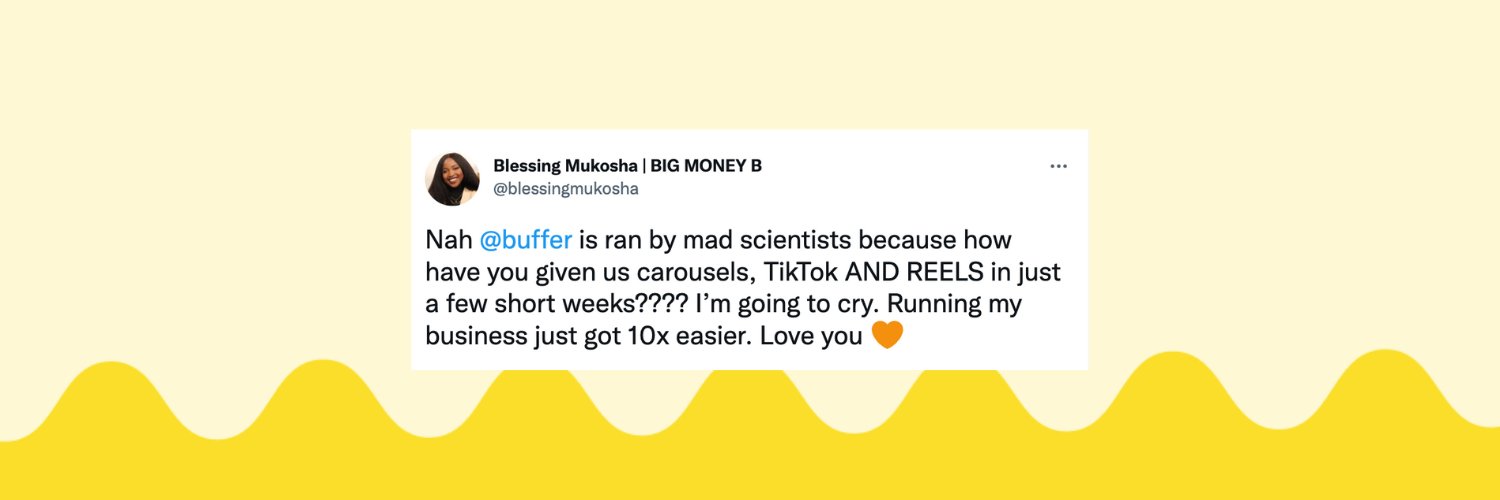 Blessing Mukosha | BIG MONEY B
@blessingmukosha
Nah @buffer is ran by mad scientists because how
have you given us carousels, TikTok AND REELS in just
a few short weeks???? I’m going to cry. Running my
business just got 10x easier. Love you 🧡